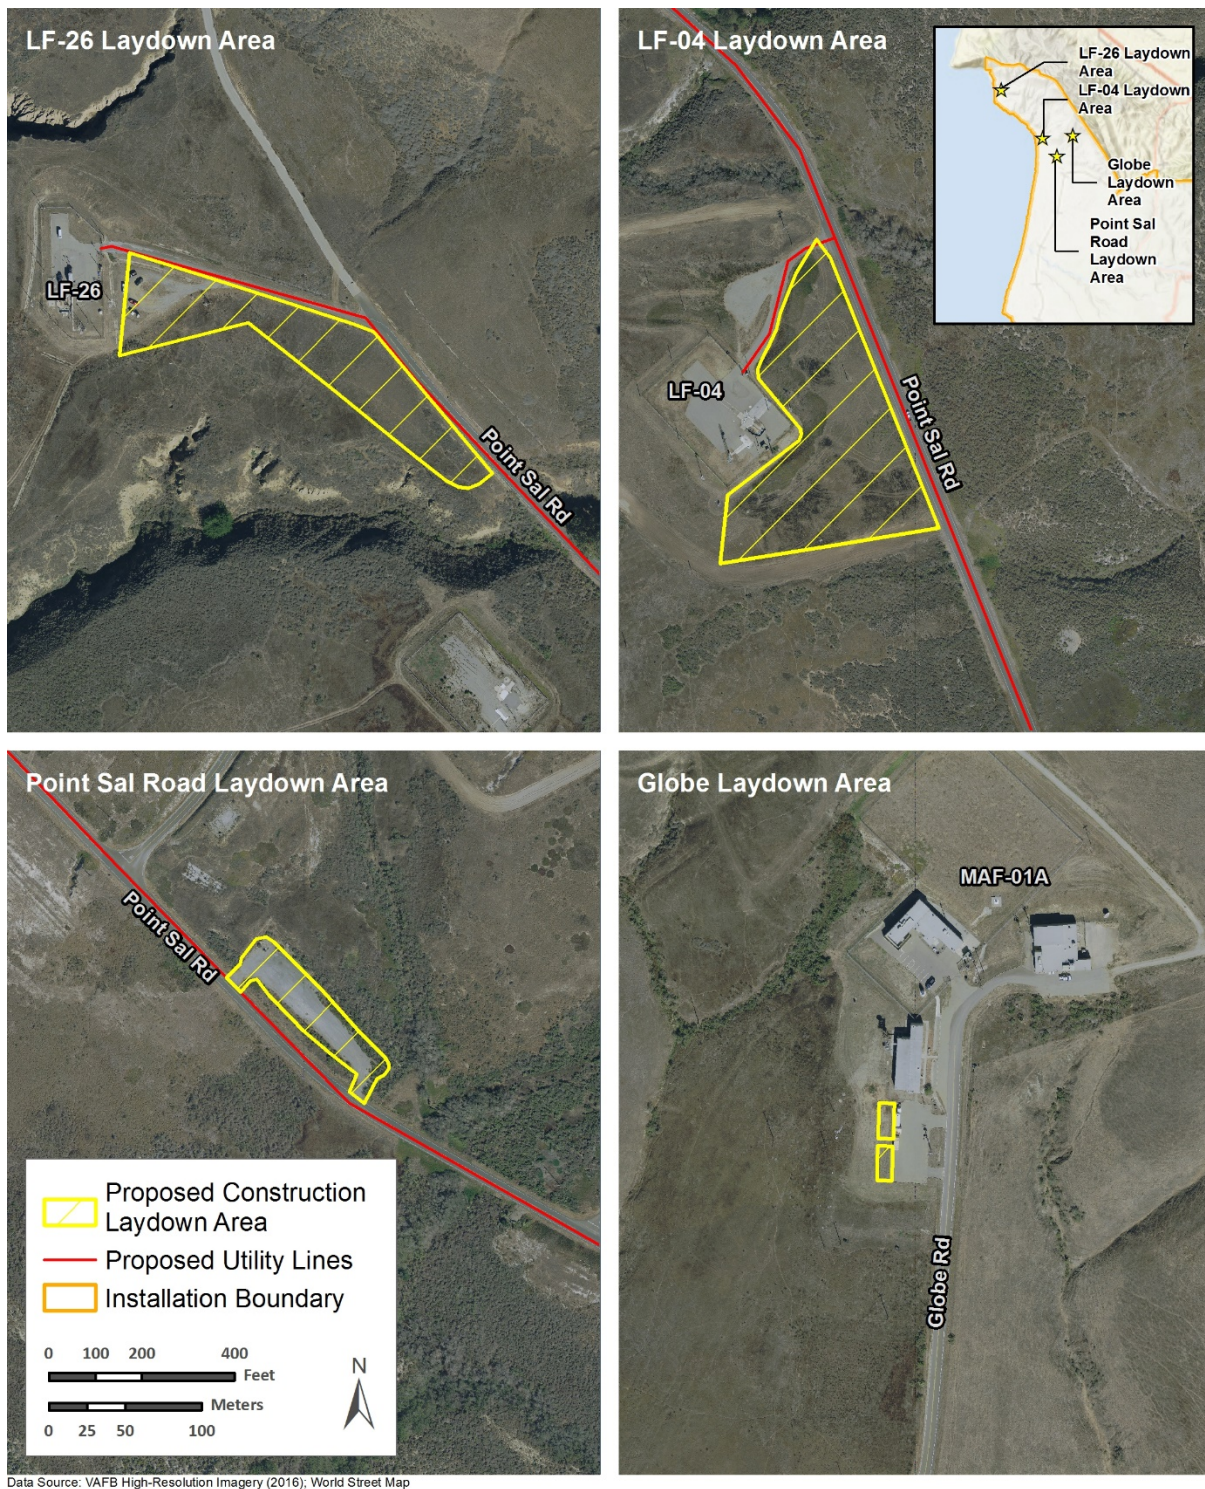 LF-26 Laydown Area
LF-26
Point Sal Rd
LF-04 Laydown Area
LF-04
Point Sal Rd
LF-26 Laydown
Area
LF-04 Laydown
Area
Globe
Laydown
Area
Point Sal
Road
Laydown
Area
Point Sal Road Laydown Area
Point Sal Rd
Globe Laydown Area
MAF-01A
Globe Rd
Proposed Construction
Laydown Area
Proposed Utility Lines
Installation Boundary
0 100 200 400
Feet
Meters
0 25 50 100
N
Data Source: VAFB High-Resolution Imagery (2016); World Street Map